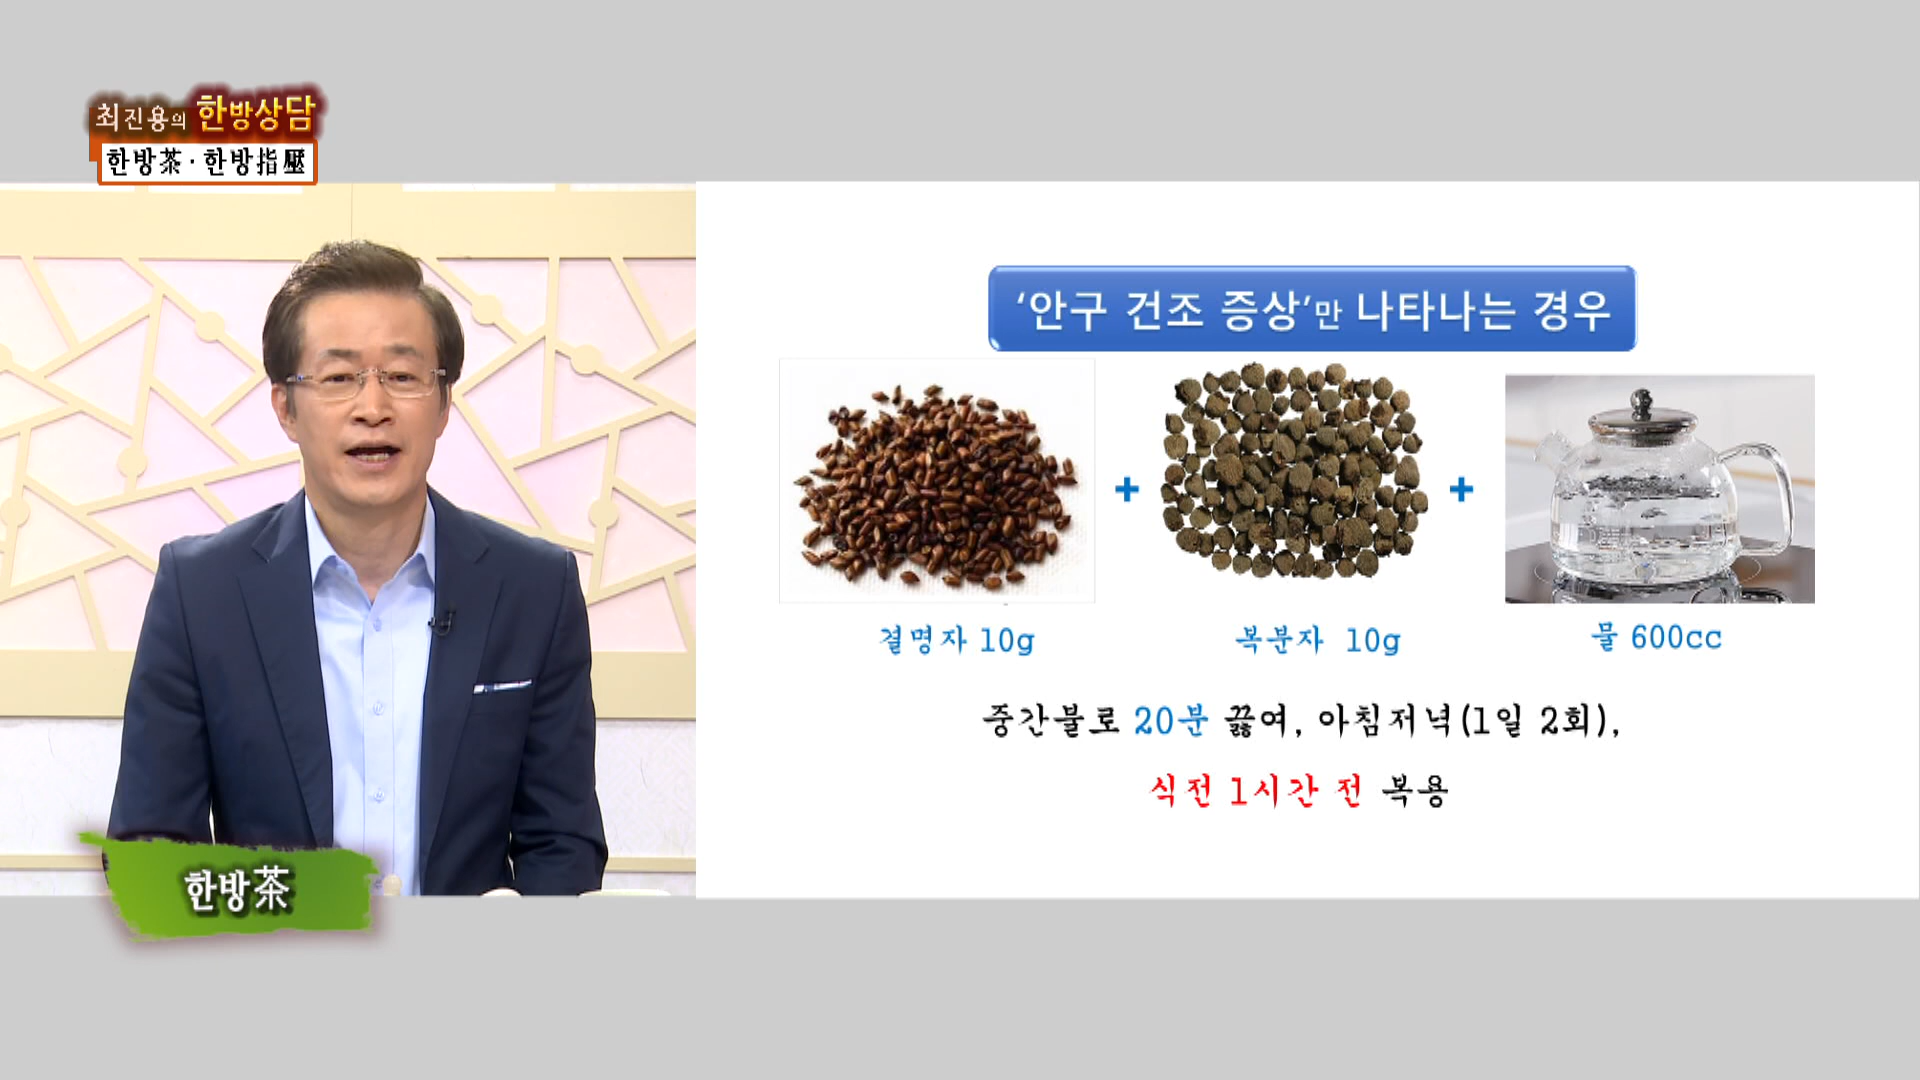 최진용의 한방상담
한방茶·한방指壓
'안구 건조 증상'만 나타나는 경우
+ +
결명자 10g 복분자 10g 물 600cc
중간불로 20분 끓여, 아침저녁(1일 2회),
식전 1시간 전 복용
한방茶